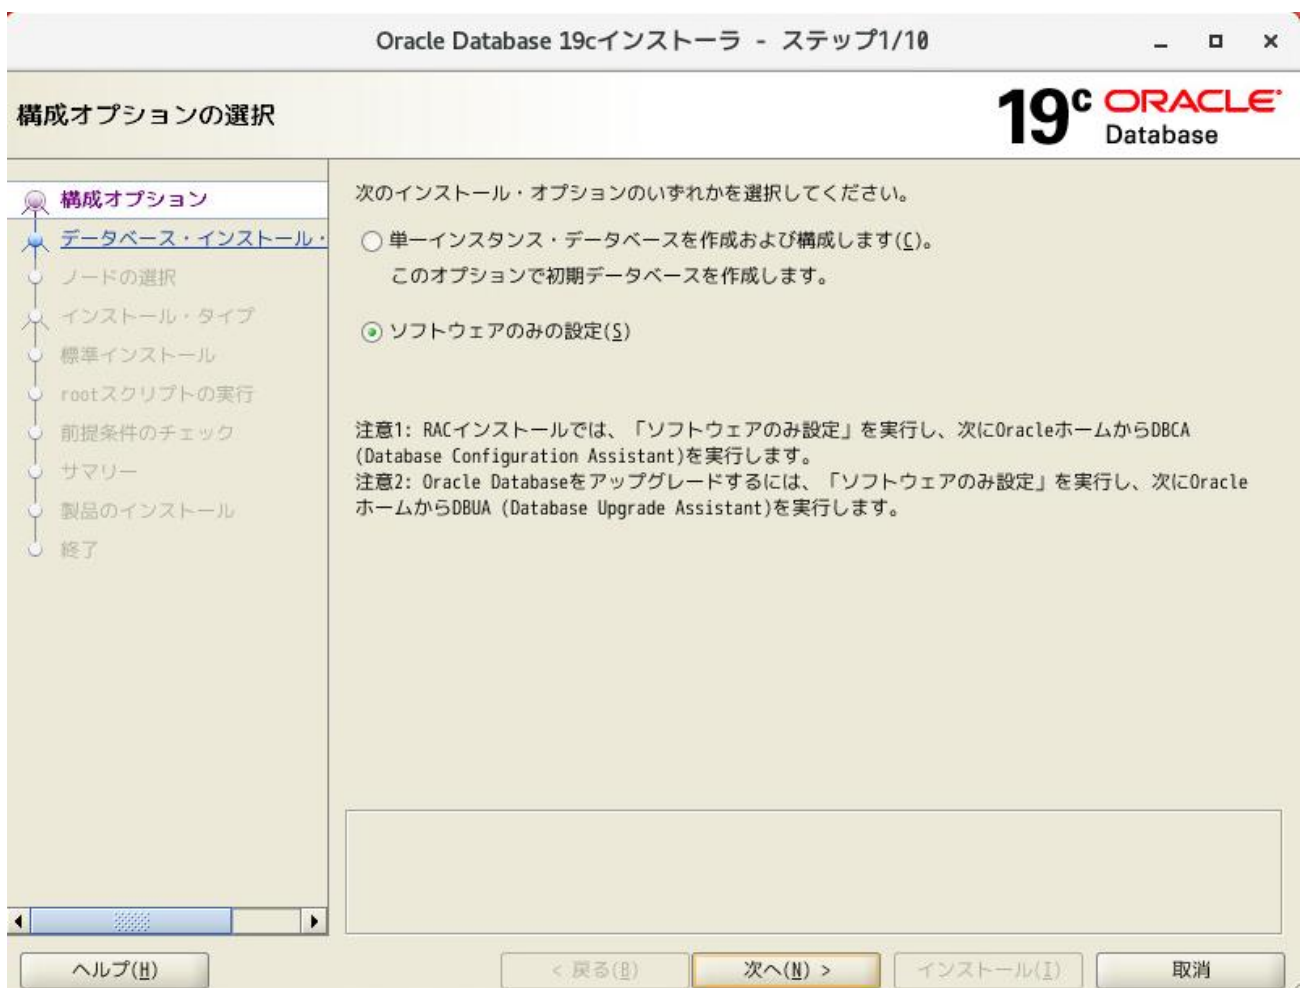 Oracle Database 19cインストーラ - ステップ1/10
構成オプションの選択
19c ORACLE
Database
構成オプション
データベース・インストール・
ノードの選択
インストール・タイプ
標準インストール
rootスクリプトの実行
前提条件のチェック
サマリー
製品のインストール
終了
次のインストール・オプションのいずれかを選択してください。
単一インスタンス・データベースを作成および構成します(C)。
このオプションで初期データベースを作成します。
ソフトウェアのみの設定(S)
注意1: RACインストールでは、「ソフトウェアのみ設定」を実行し、次にOracleホームからDBCA
(Database Configuration Assistant)を実行します。
注意2: Oracle Databaseをアップグレードするには、「ソフトウェアのみ設定」を実行し、次にOracle
ホームからDBUA (Database Upgrade Assistant)を実行します。
ヘルプ(H)
< 戻る(B)
次へ(N) >
インストール(I)
取消